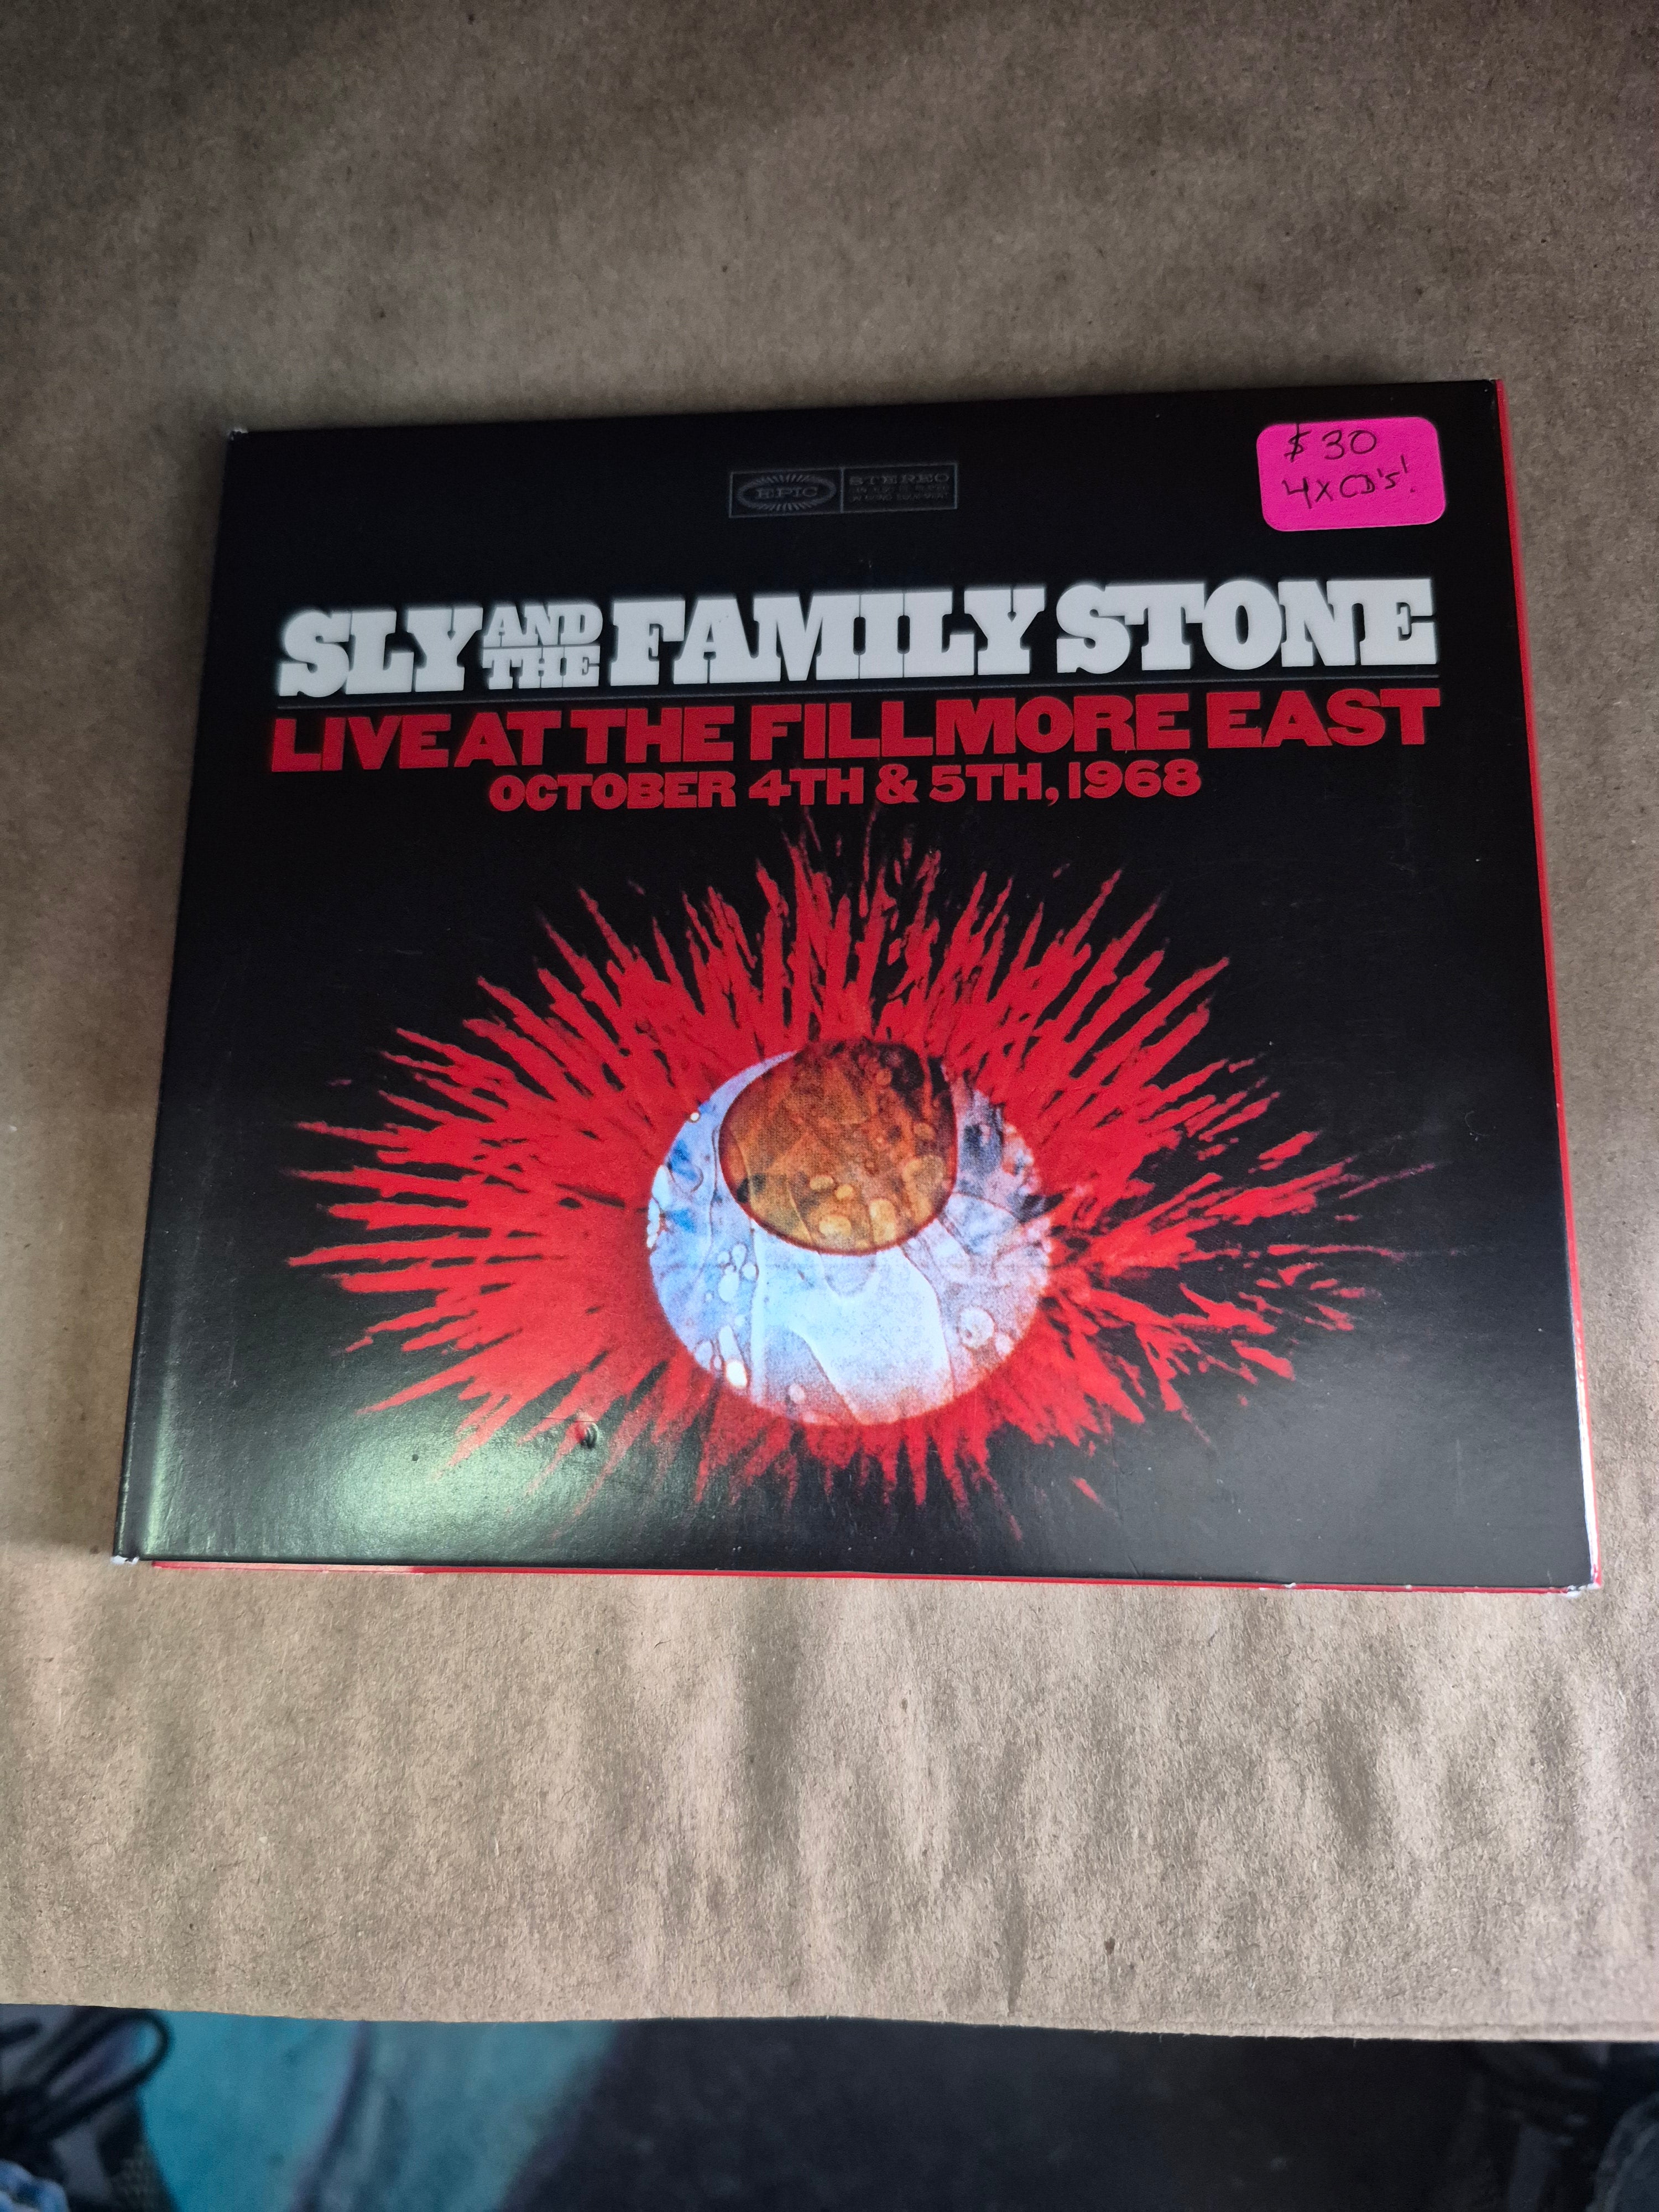 $30
4XCD's!
EPIC
STEREO
SLY AND THE FAMILY STONE
LIVE AT THE FILLMORE EAST
OCTOBER 4TH & 5TH, 1968